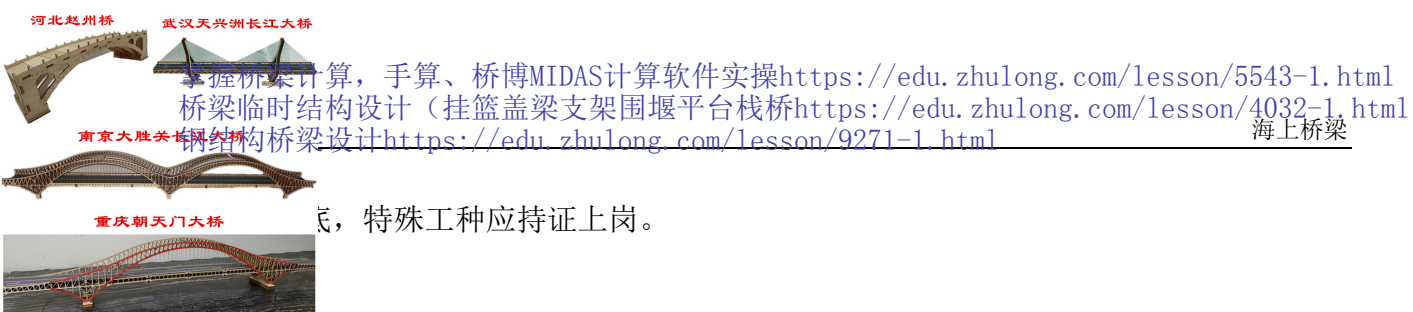 河北赵州桥
武汉天兴洲长江大桥
掌握桥梁计算，手算、桥博MIDAS计算软件实操https://edu.zhulong.com/lesson/5543-1.html
桥梁临时结构设计（挂篮盖梁支架围堰平台栈桥https://edu.zhulong.com/lesson/4032-1.html
南京大胜关长江大桥
钢结构桥梁设计https://edu.zhulong.com/lesson/9271-1.html
海上桥梁
底，特殊工种应持证上岗。
重庆朝天门大桥